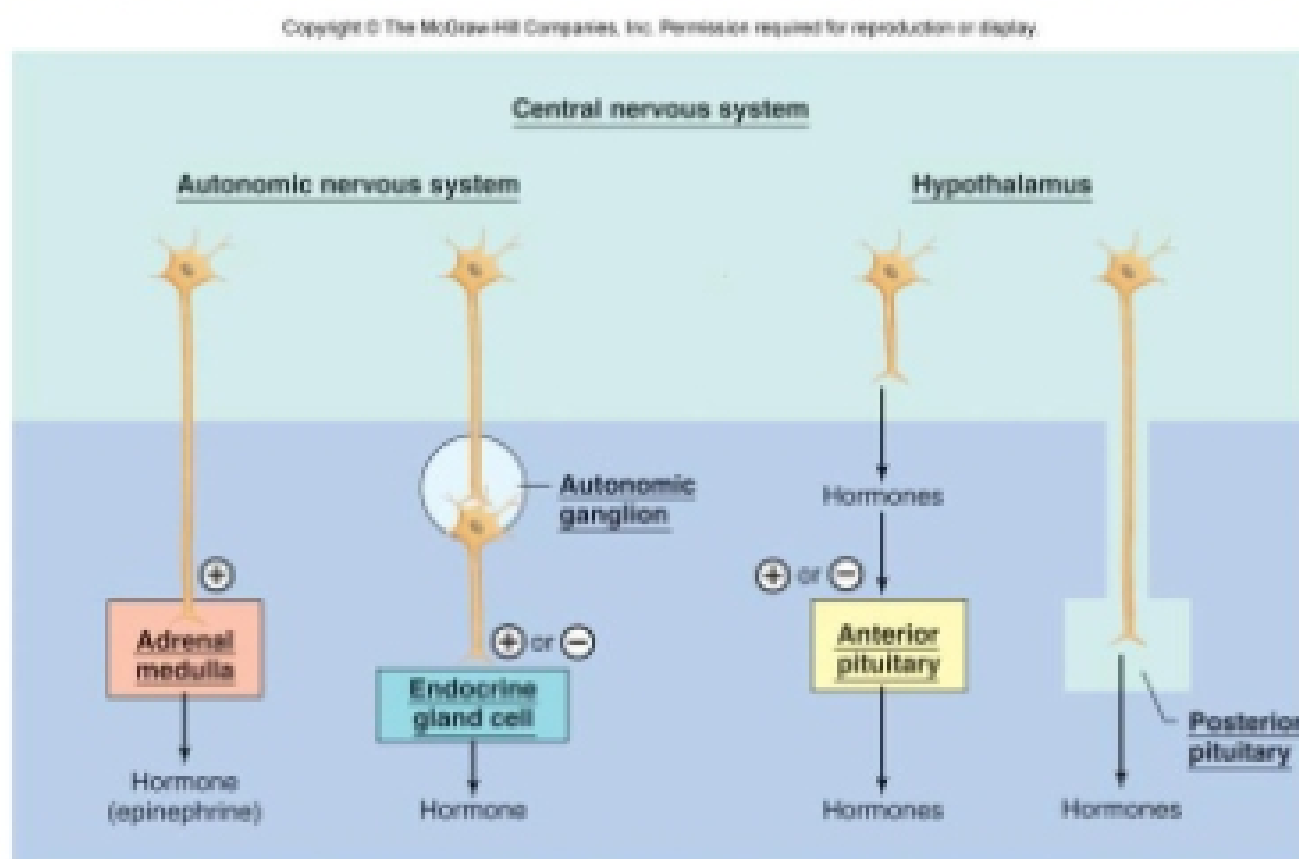 Copyright © The McGraw-Hill Companies, Inc. Permission required for reproduction or display.
Central nervous system
Autonomic nervous system
Hypothalamus
Autonomic
ganglion
Hormones
+
+ or −
Adrenal
medulla
+ or −
Anterior
pituitary
Endocrine
gland cell
Posterior
pituitary
Hormone
(epinephrine)
Hormone
Hormones
Hormones